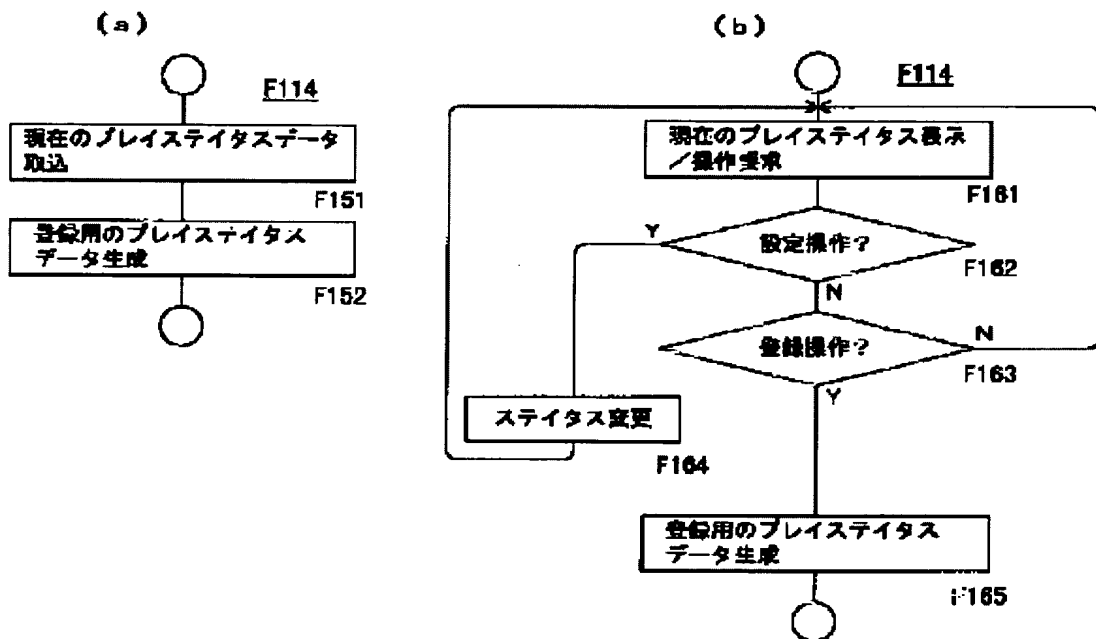 (a)
F114
現在のプレイステイタスデータ
取込
F151
登録用のプレイステイタス
データ生成
F152
(b)
F114
現在のプレイステイタス表示
／操作要求
F161
設定操作？
Y
F162
N
登録操作？
N
F163
Y
ステイタス変更
F164
登録用のプレイステイタス
データ生成
F165